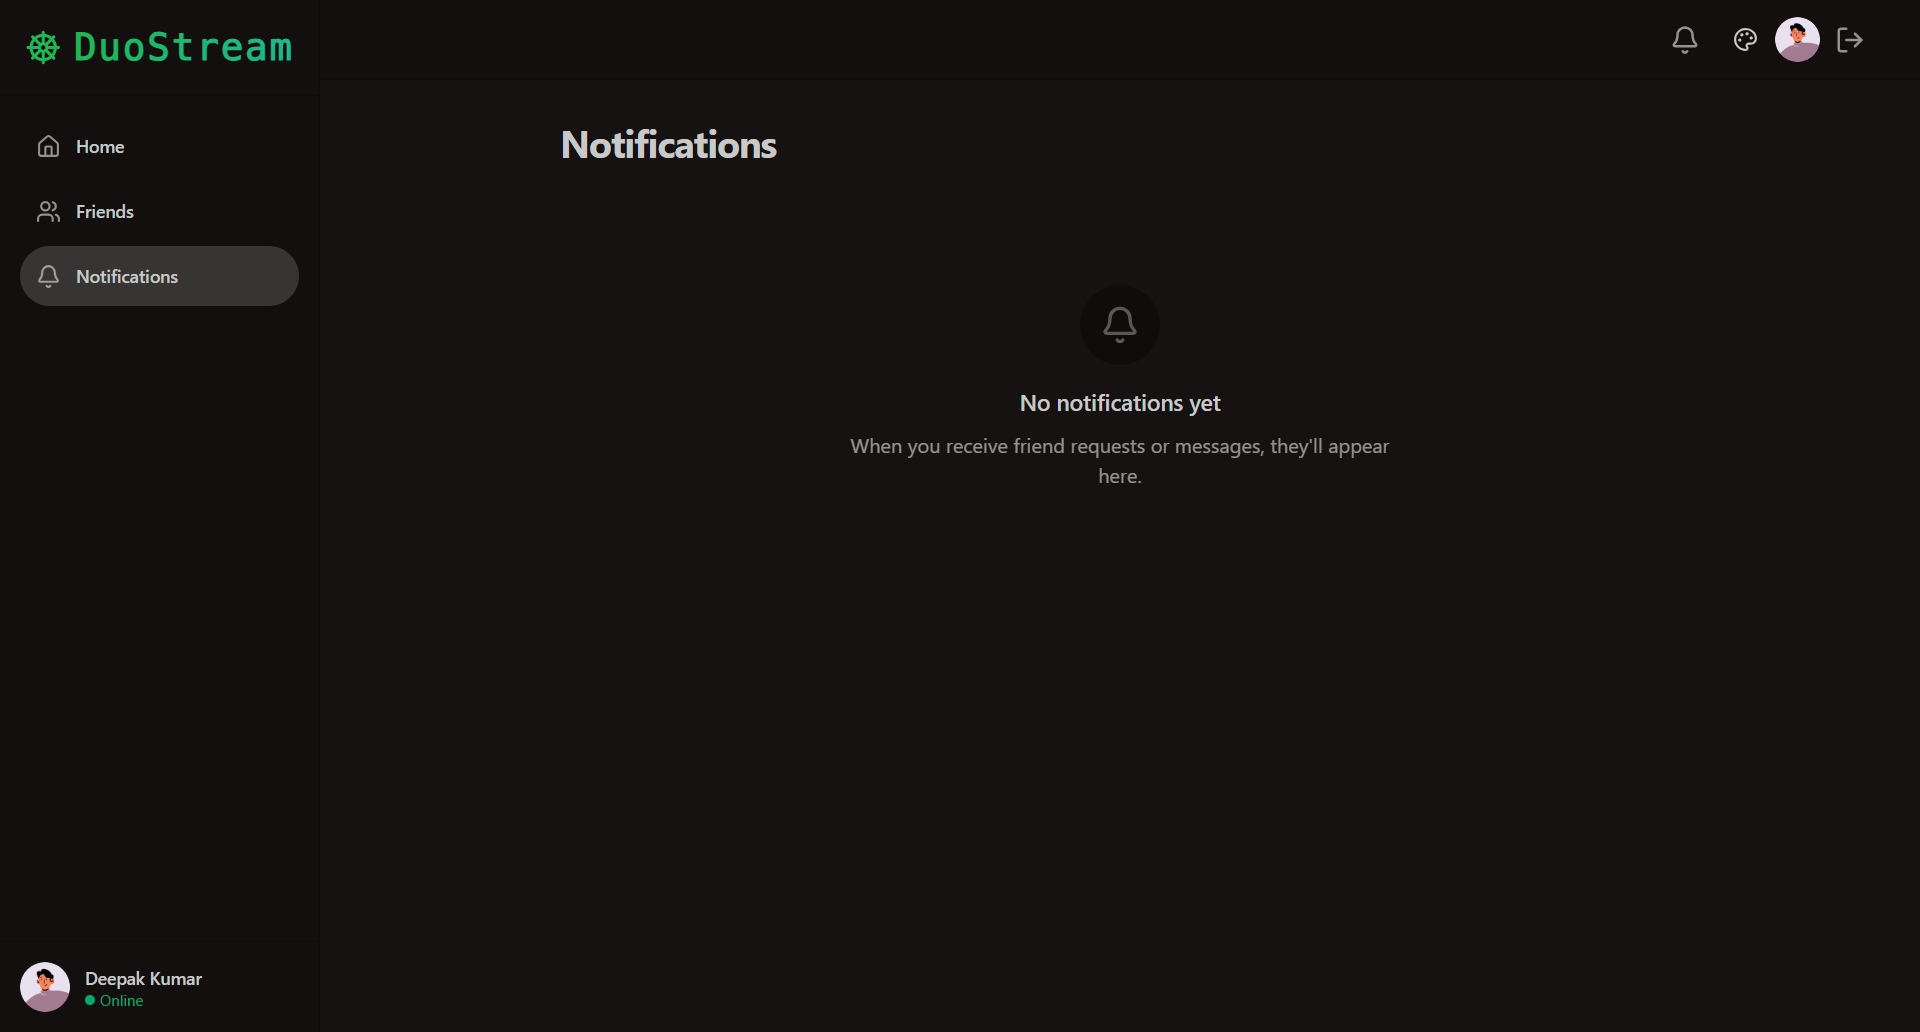 DuoStream
Home
Friends
Notifications
Notifications
No notifications yet
When you receive friend requests or messages, they'll appear
here.
Deepak Kumar
Online